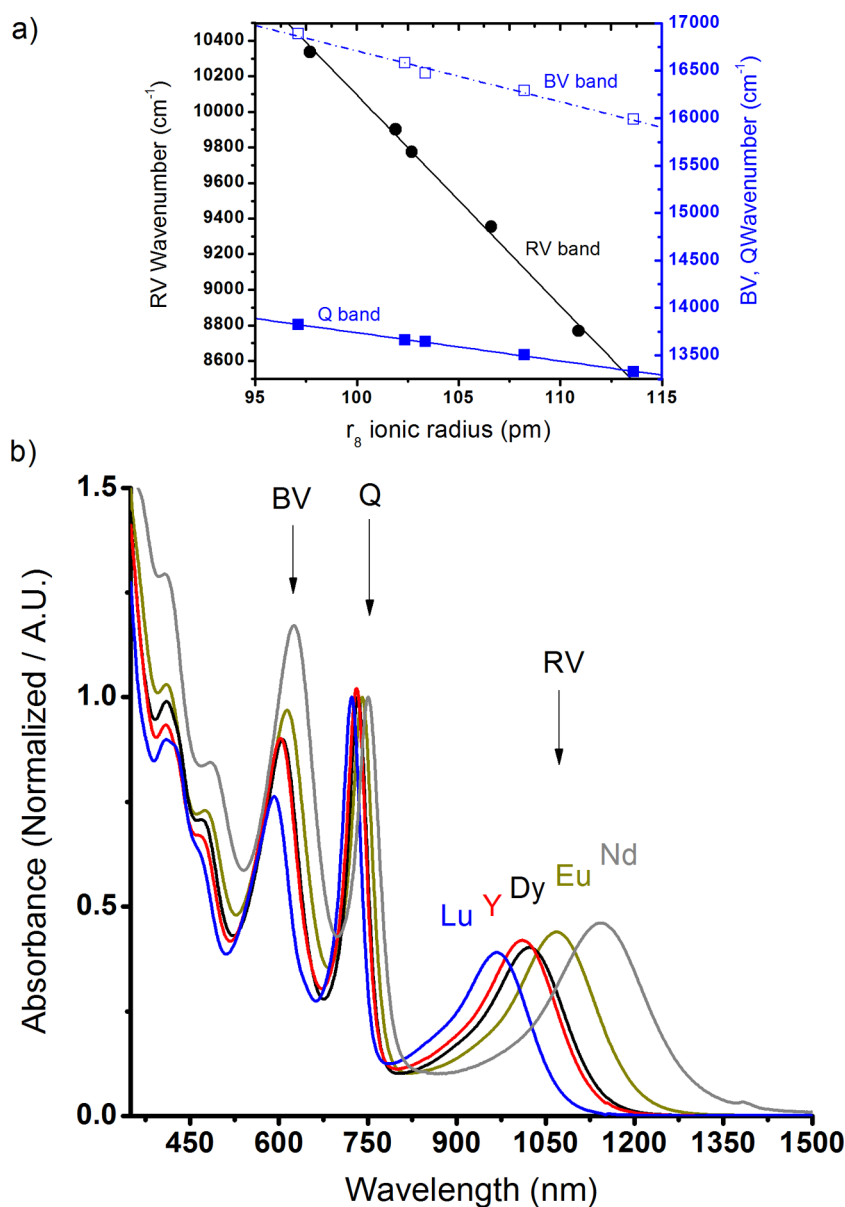 a)
10400
10200
10000
9800
9600
9400
9200
9000
8800
8600
RV Wavenumber (cm⁻¹)
17000
16500
16000
15500
15000
14500
14000
13500
BV, QWavenumber (cm⁻¹)
BV band
RV band
Q band
95 100 105 110 115
r₈ ionic radius (pm)
b)
1.5
1.0
0.5
0.0
Absorbance (Normalized / A.U.)
BV Q
RV
Lu Y Dy Eu Nd
450 600 750 900 1050 1200 1350 1500
Wavelength (nm)